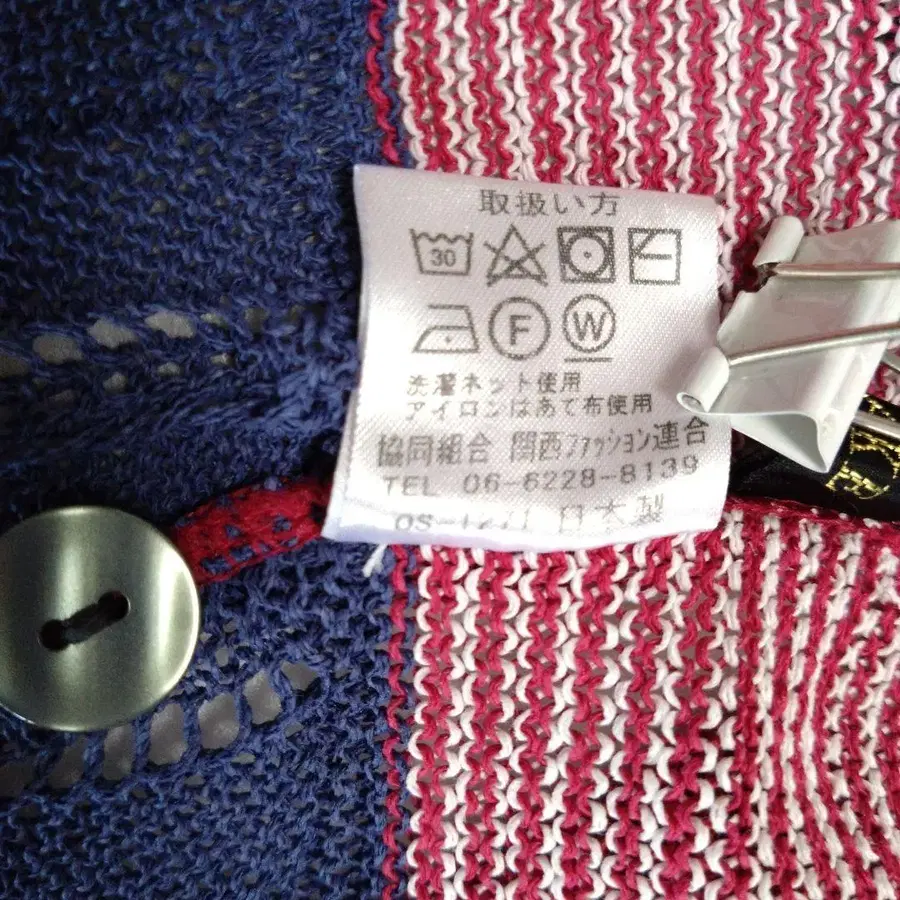 取扱い方
30
F W
洗濯ネット使用
アイロンはあて布使用
協同組合 関西ファッション連合
TEL 06-6228-8139
日本製